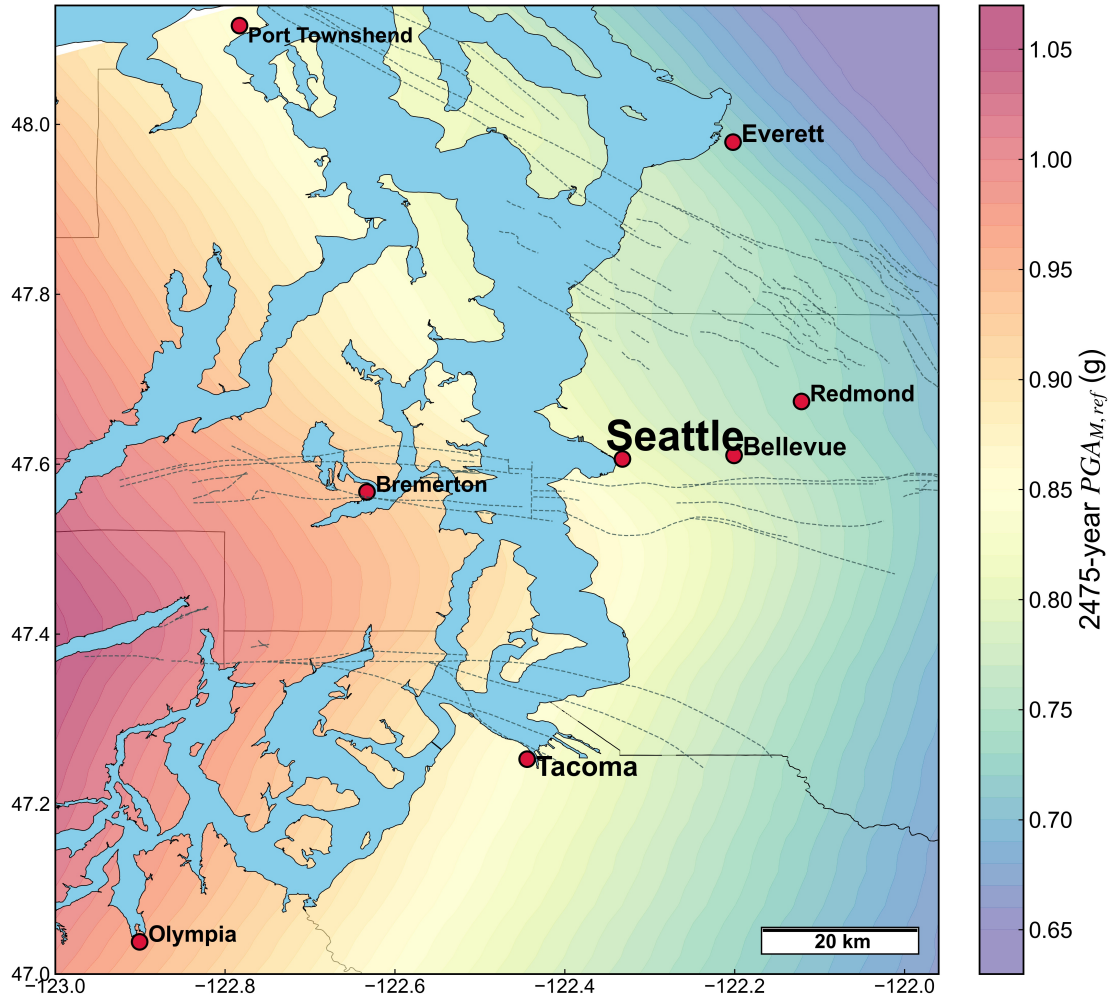 Port Townshend
Everett
Redmond
Seattle
Bellevue
Bremerton
Tacoma
Olympia
20 km
48.0
47.8
47.6
47.4
47.2
47.0
−123.0
−122.8
−122.6
−122.4
−122.2
−122.0
1.05
1.00
0.95
0.90
0.85
0.80
0.75
0.70
0.65
2475-year PGA_{M,ref} (g)